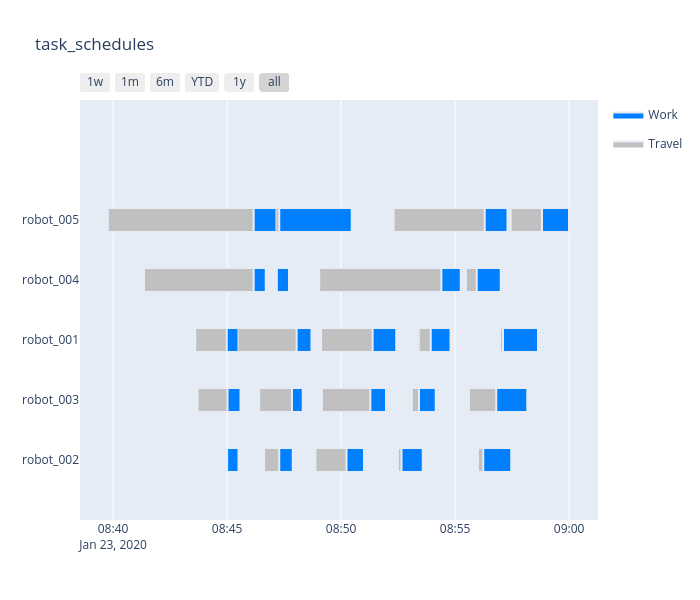 task_schedules
1w 1m 6m YTD 1y all
Work
Travel
robot_005
robot_004
robot_001
robot_003
robot_002
08:40 08:45 08:50 08:55 09:00
Jan 23, 2020